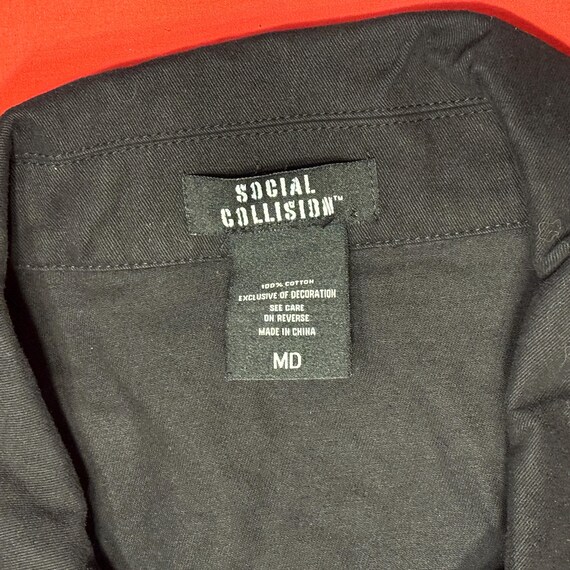 SOCIAL
COLLISION™
100% COTTON
EXCLUSIVE OF DECORATION
SEE CARE
ON REVERSE
MADE IN CHINA
MD